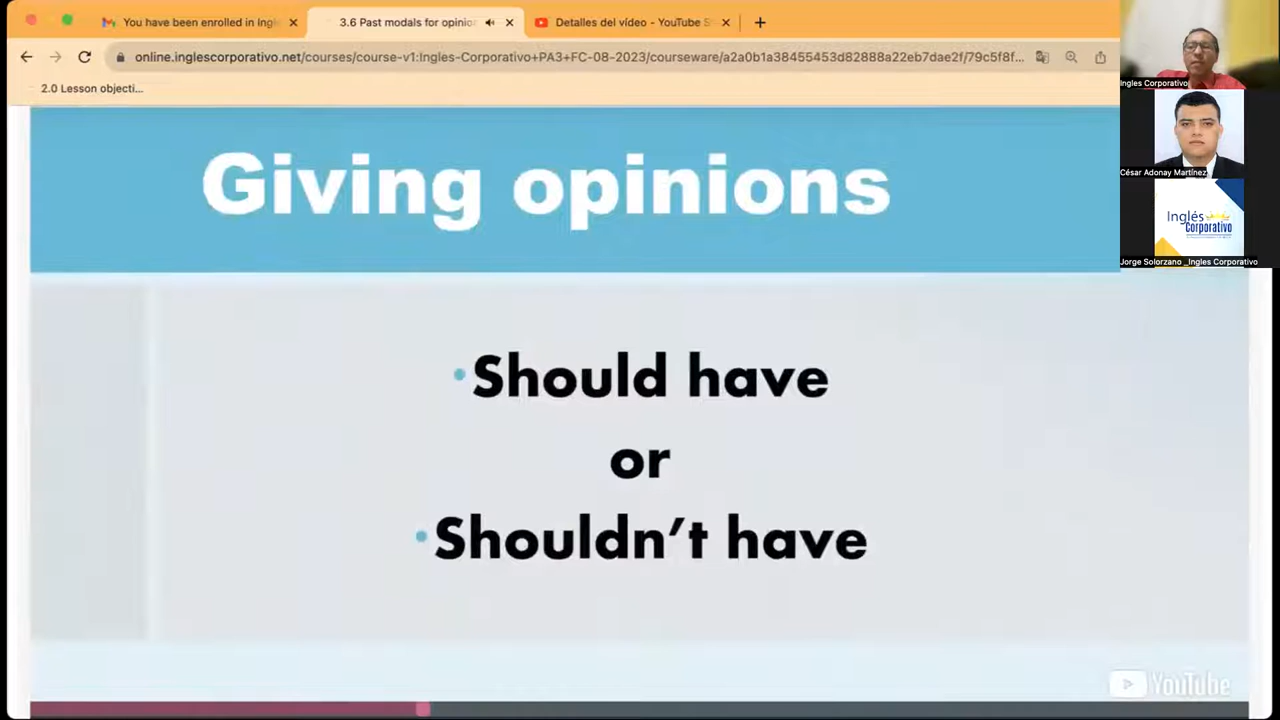 You have been enrolled in Ingl
3.6 Past modals for opinio
Detalles del vídeo - YouTube S
online.inglescorporativo.net/courses/course-v1:Ingles-Corporativo+PA3+FC-08-2023/courseware/a2a0b1a38455453d82888a22eb7dae2f/79c5f8f...
2.0 Lesson objecti...
Giving opinions
•Should have
or
•Shouldn't have
YouTube
Ingles Corporativo
César Adonay Martínez
Inglés
Corporativo
Jorge Solorzano _Ingles Corporativo